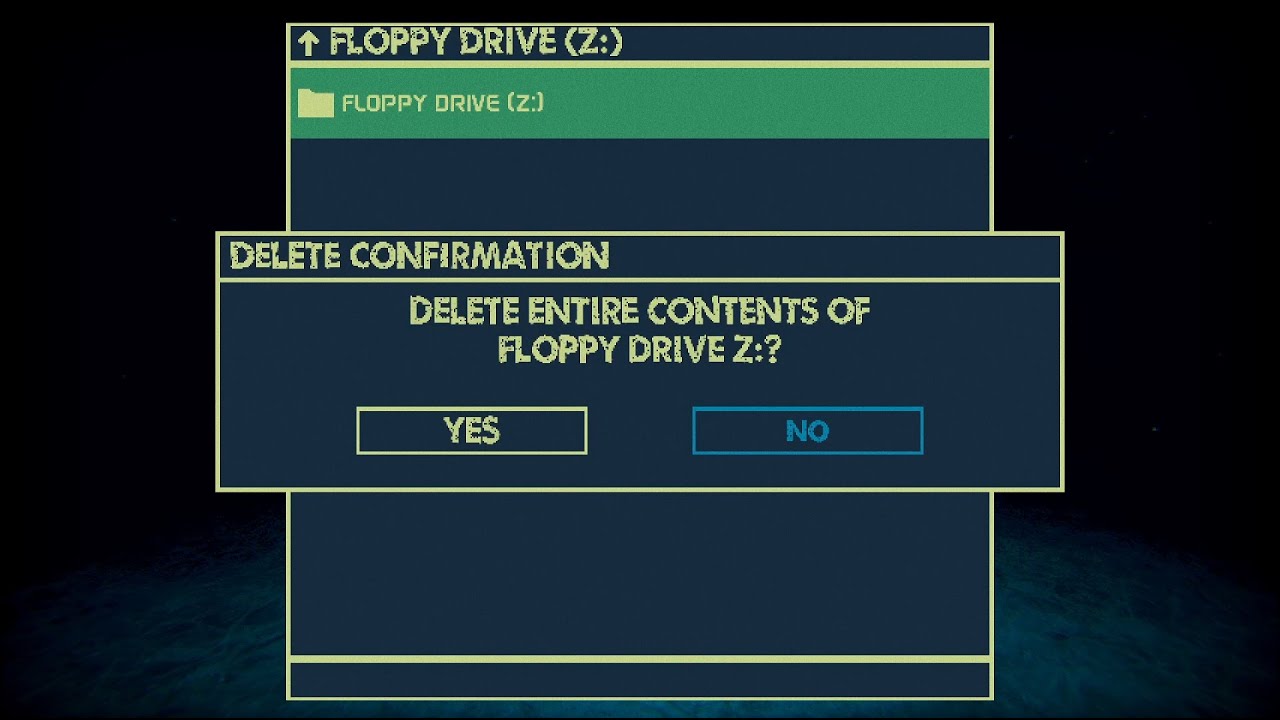 ↑ FLOPPY DRIVE (Z:)
FLOPPY DRIVE (Z:)
DELETE CONFIRMATION
DELETE ENTIRE CONTENTS OF
FLOPPY DRIVE Z:?
YES NO